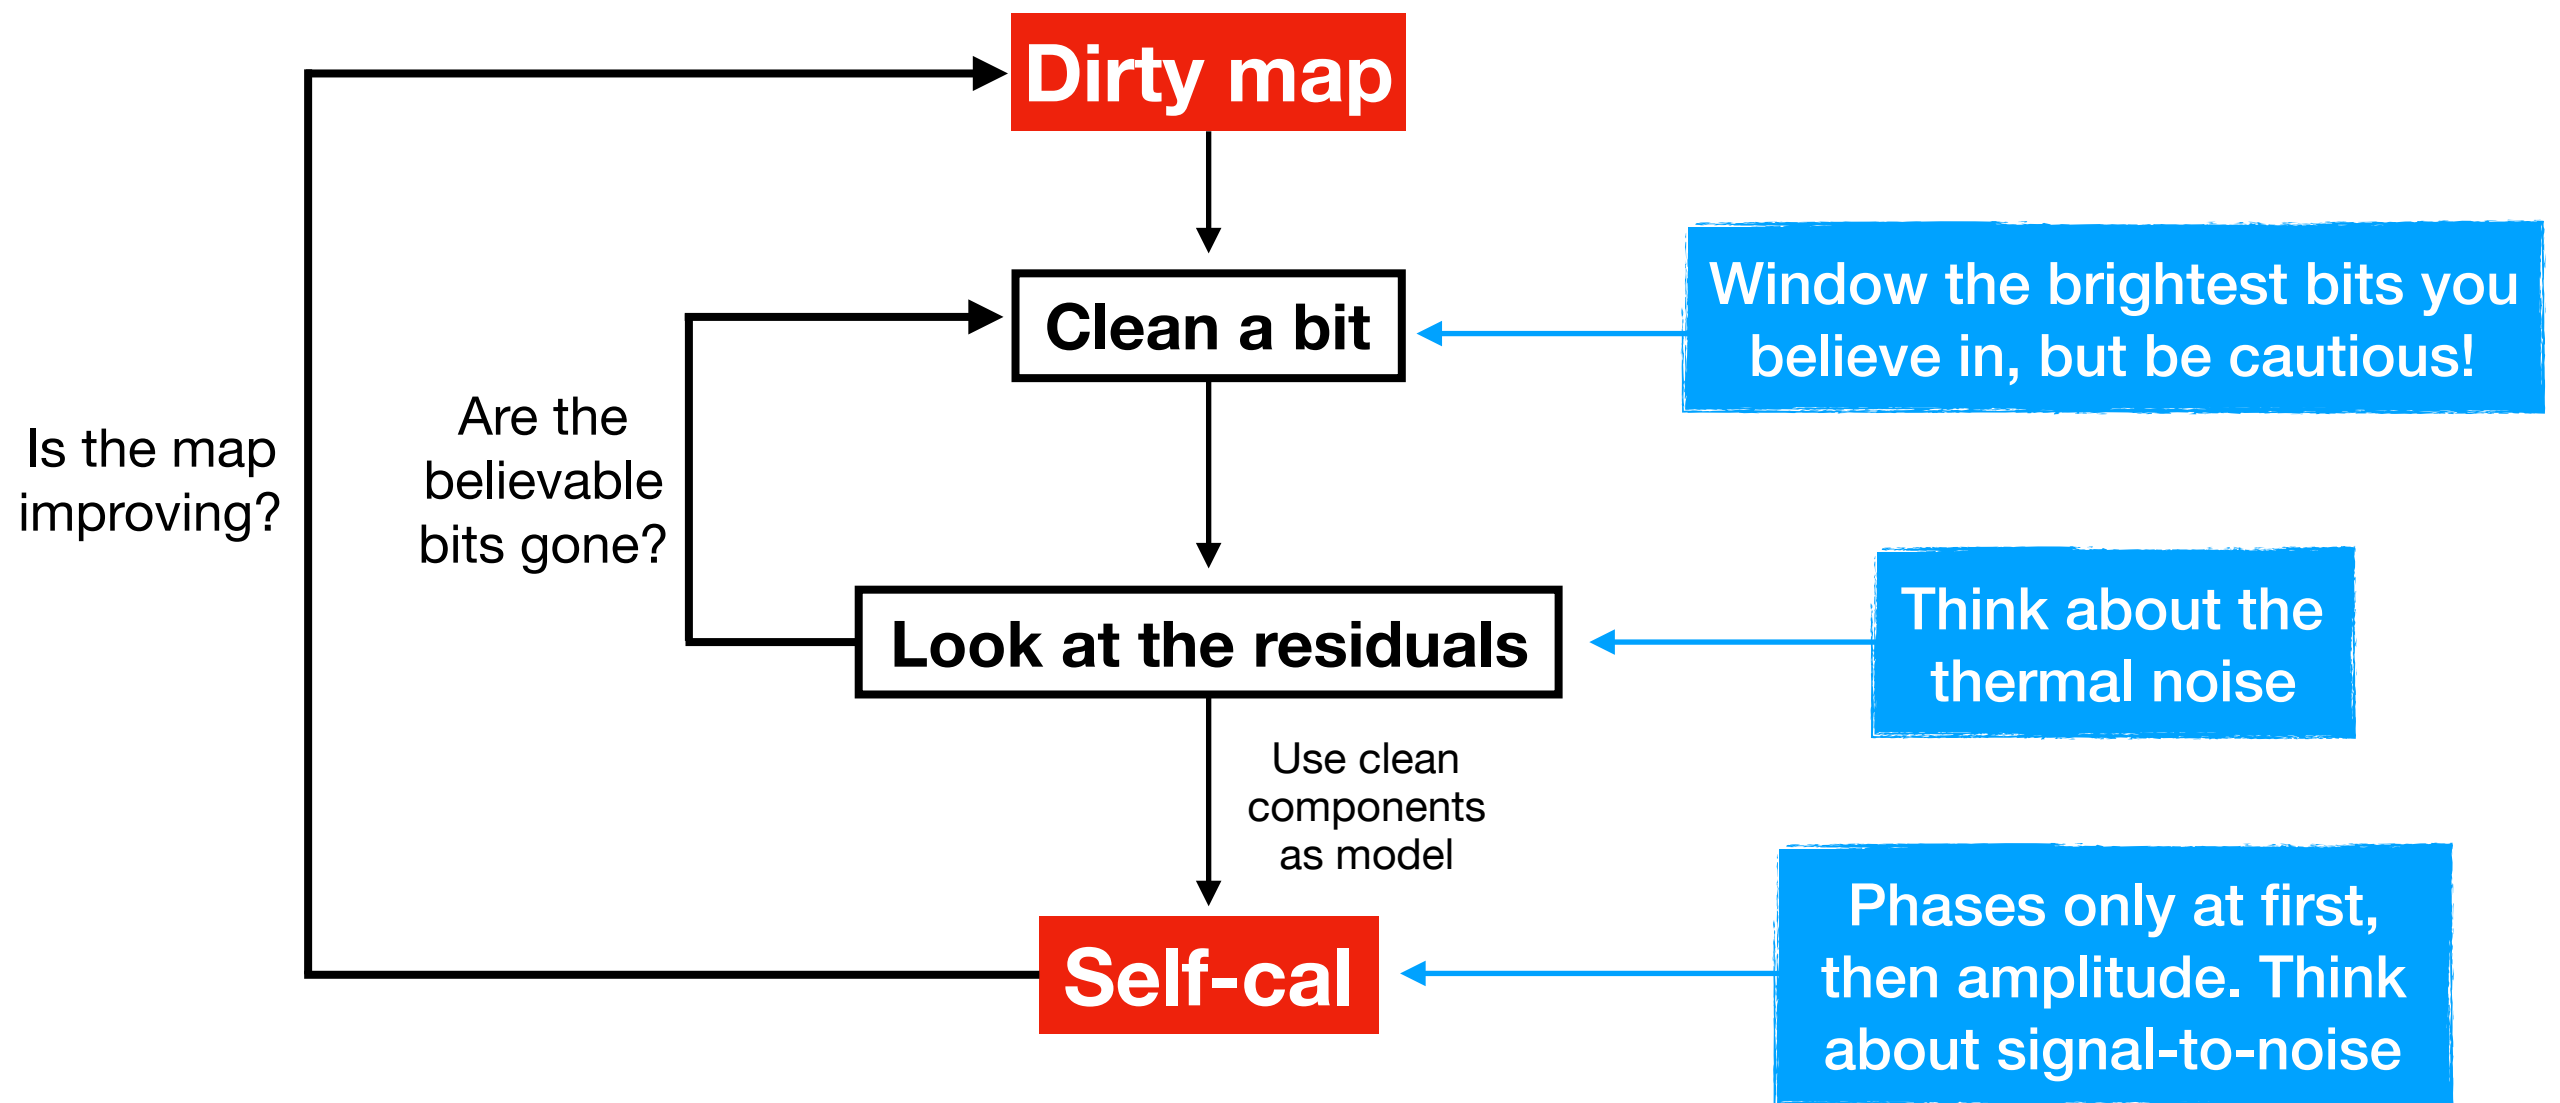 Dirty map
Clean a bit
Window the brightest bits you
believe in, but be cautious!
Is the map
improving?
Are the
believable
bits gone?
Look at the residuals
Think about the
thermal noise
Use clean
components
as model
Self-cal
Phases only at first,
then amplitude. Think
about signal-to-noise